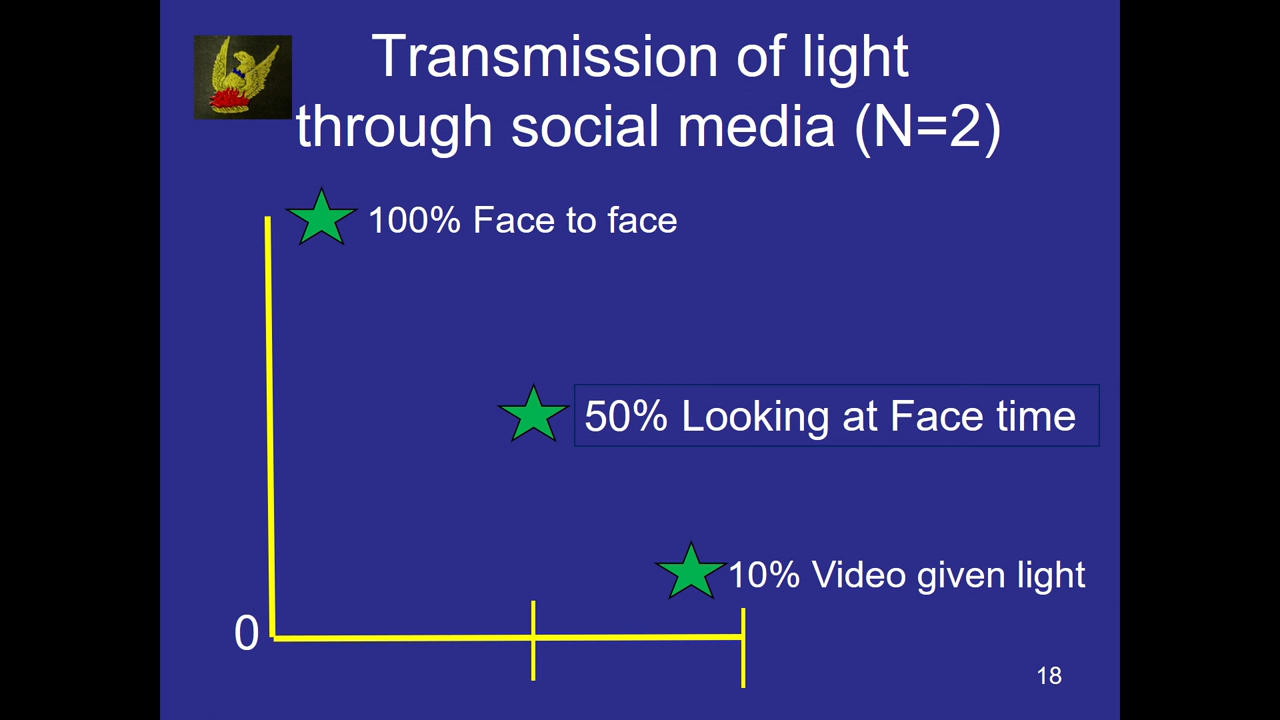 Transmission of light
through social media (N=2)
100% Face to face
50% Looking at Face time
10% Video given light
0
18